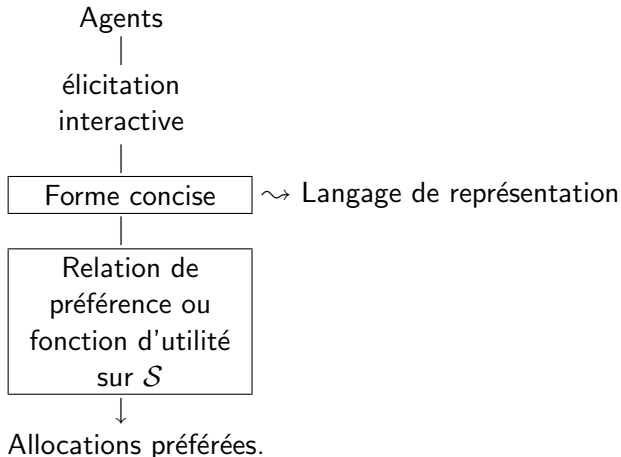 Agents
élicitation
interactive
Forme concise ⤳ Langage de représentation
Relation de
préférence ou
fonction d'utilité
sur 𝒮
Allocations préférées.